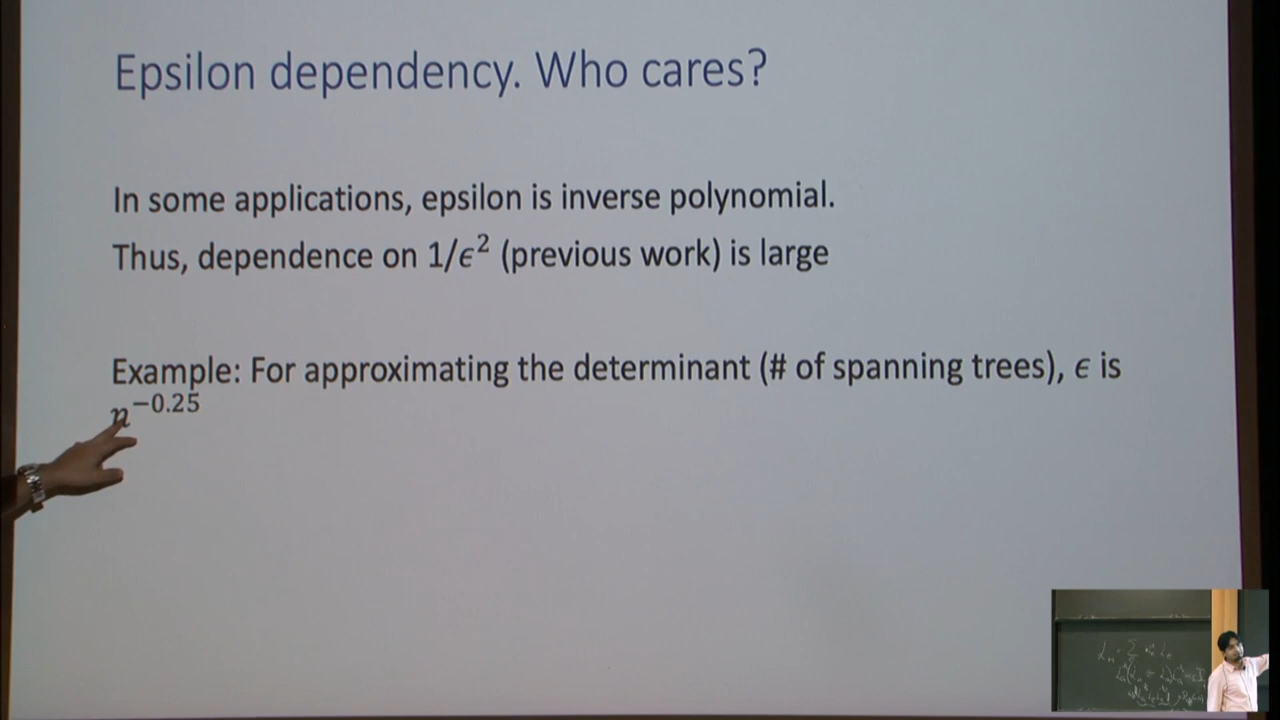 Epsilon dependency. Who cares?
In some applications, epsilon is inverse polynomial.
Thus, dependence on 1/ϵ² (previous work) is large
Example: For approximating the determinant (# of spanning trees), ϵ is
n^−0.25